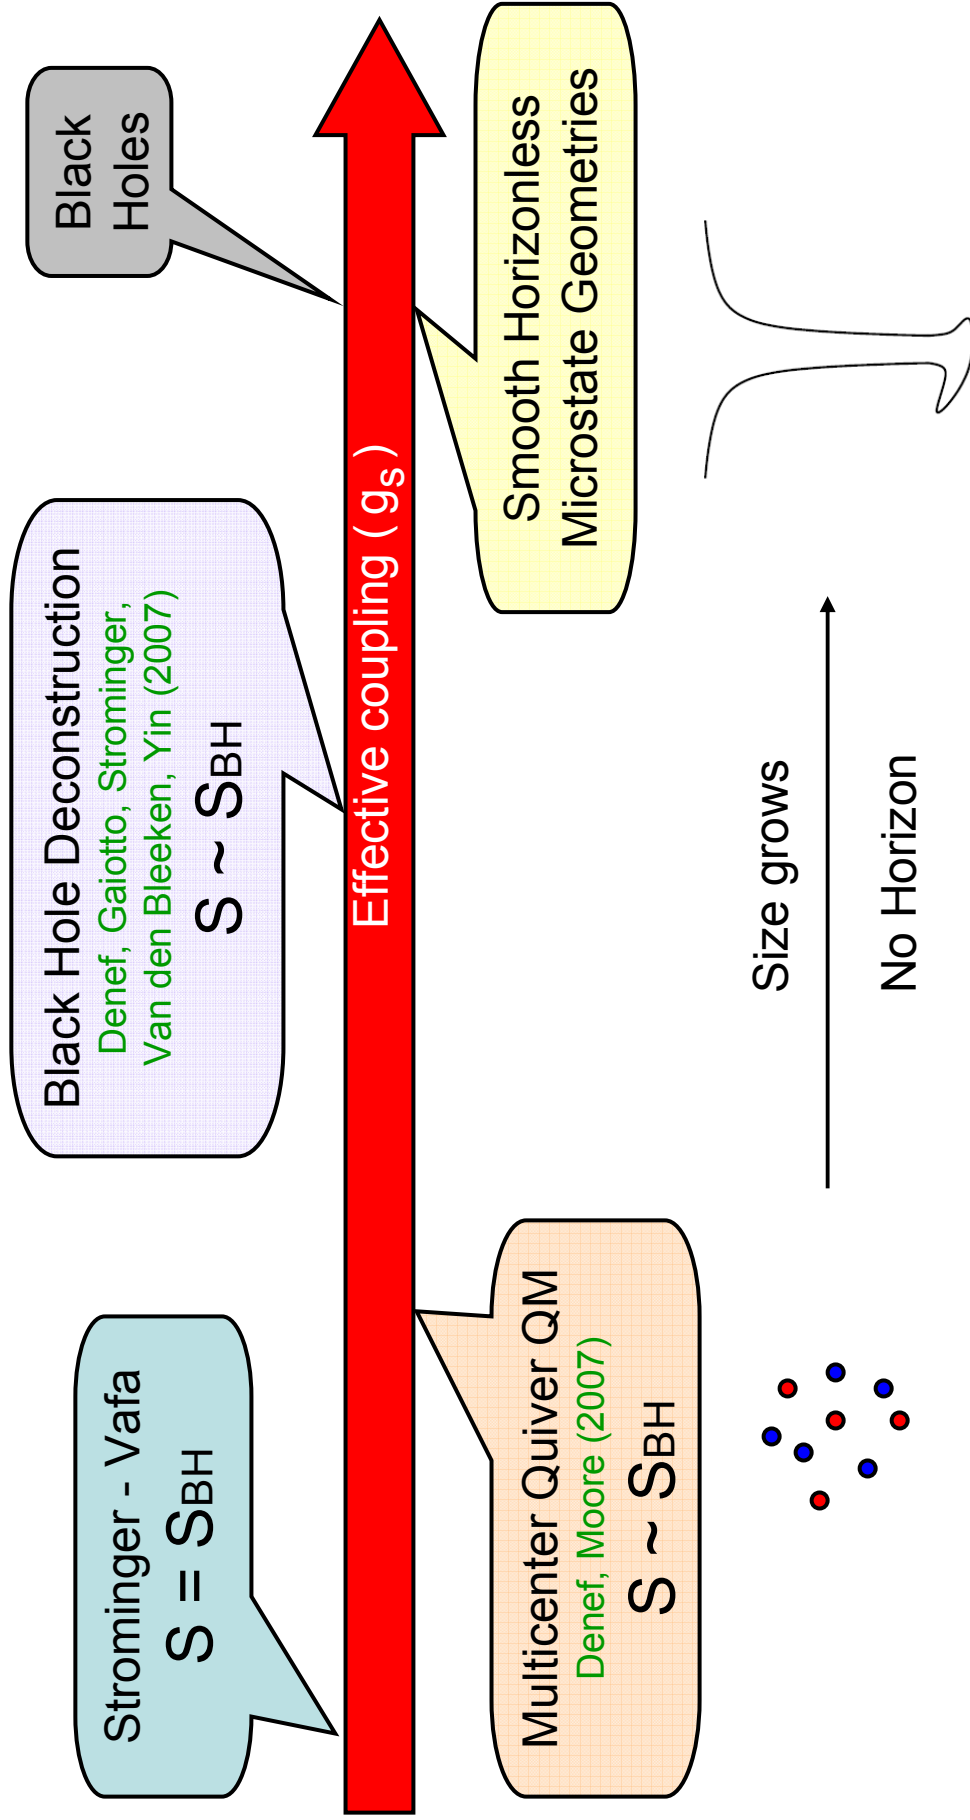 Strominger - Vafa
S = SBH
Black Hole Deconstruction
Denef, Gaiotto, Strominger,
Van den Bleeken, Yin (2007)
S ~ SBH
Black
Holes
Effective coupling ( gs )
Multicenter Quiver QM
Denef, Moore (2007)
S ~ SBH
Smooth Horizonless
Microstate Geometries
Size grows
No Horizon